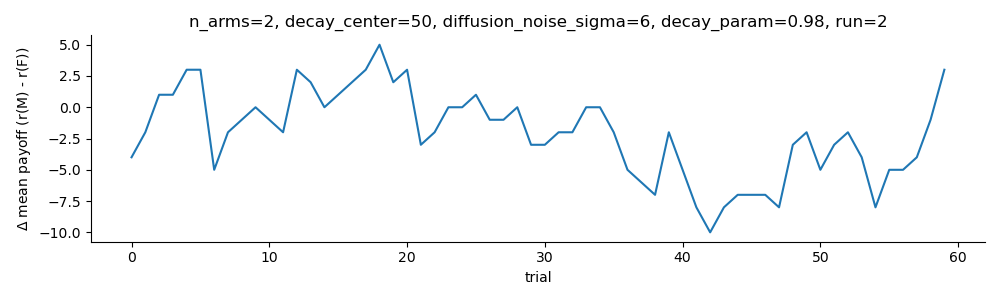 n_arms=2, decay_center=50, diffusion_noise_sigma=6, decay_param=0.98, run=2
Δ mean payoff (r(M) - r(F))
5.0
2.5
0.0
−2.5
−5.0
−7.5
−10.0
0 10 20 30 40 50 60
trial